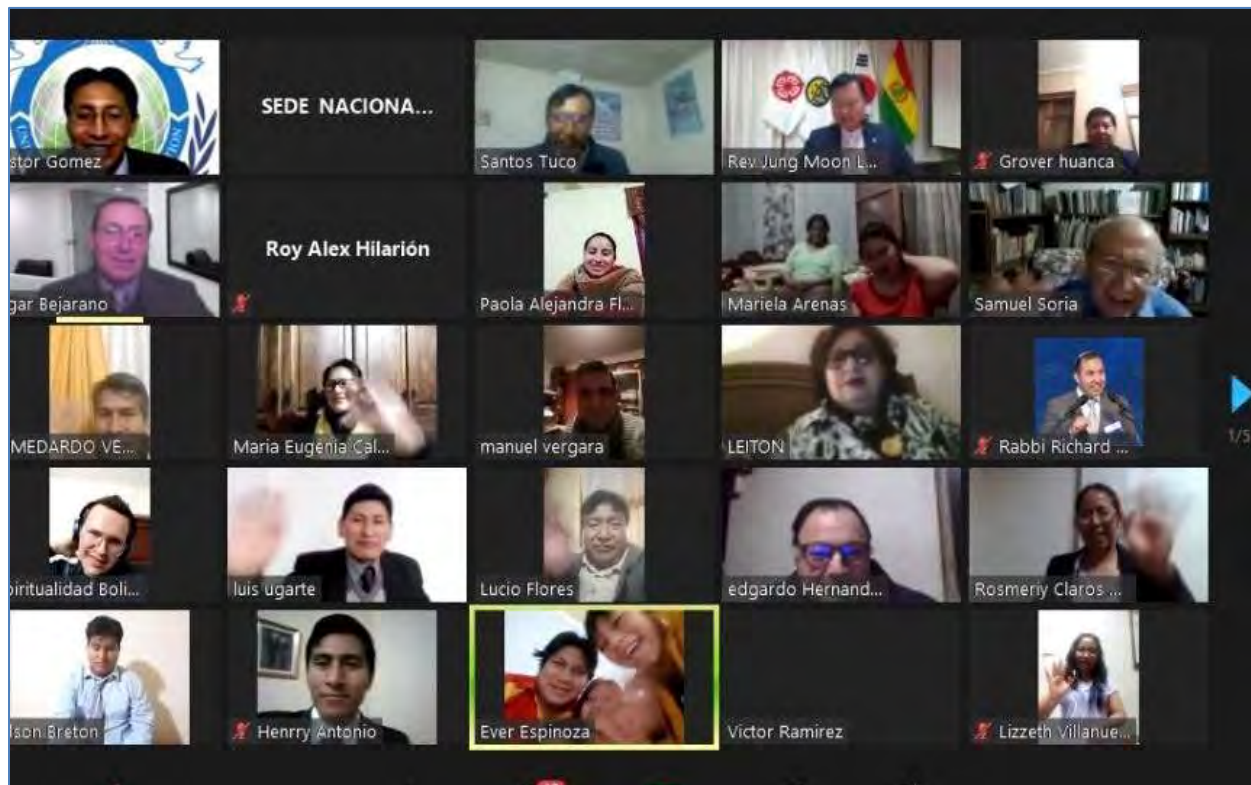 stor Gomez
SEDE NACIONA...
Santos Tuco
Rev Jung Moon L...
Grover huanca
gar Bejarano
Roy Alex Hilarión
Paola Alejandra Fl...
Mariela Arenas
Samuel Soria
MEDARDO VE...
Maria Eugenia Cal...
manuel vergara
LEITON
Rabbi Richard ...
piritualidad Boli...
luis ugarte
Lucio Flores
edgardo Hernand...
Rosmeriy Claros ...
lson Breton
Henrry Antonio
Ever Espinoza
Victor Ramirez
Lizzeth Villanue...
1/5